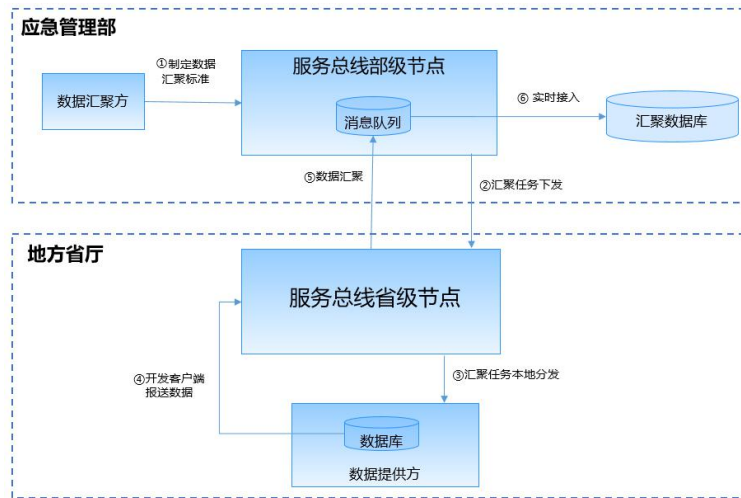 应急管理部
①制定数据
汇聚标准
服务总线部级节点
数据汇聚方
消息队列
⑥ 实时接入
汇聚数据库
⑤数据汇聚
②汇聚任务下发
地方省厅
服务总线省级节点
④开发客户端
报送数据
③汇聚任务本地分发
数据库
数据提供方